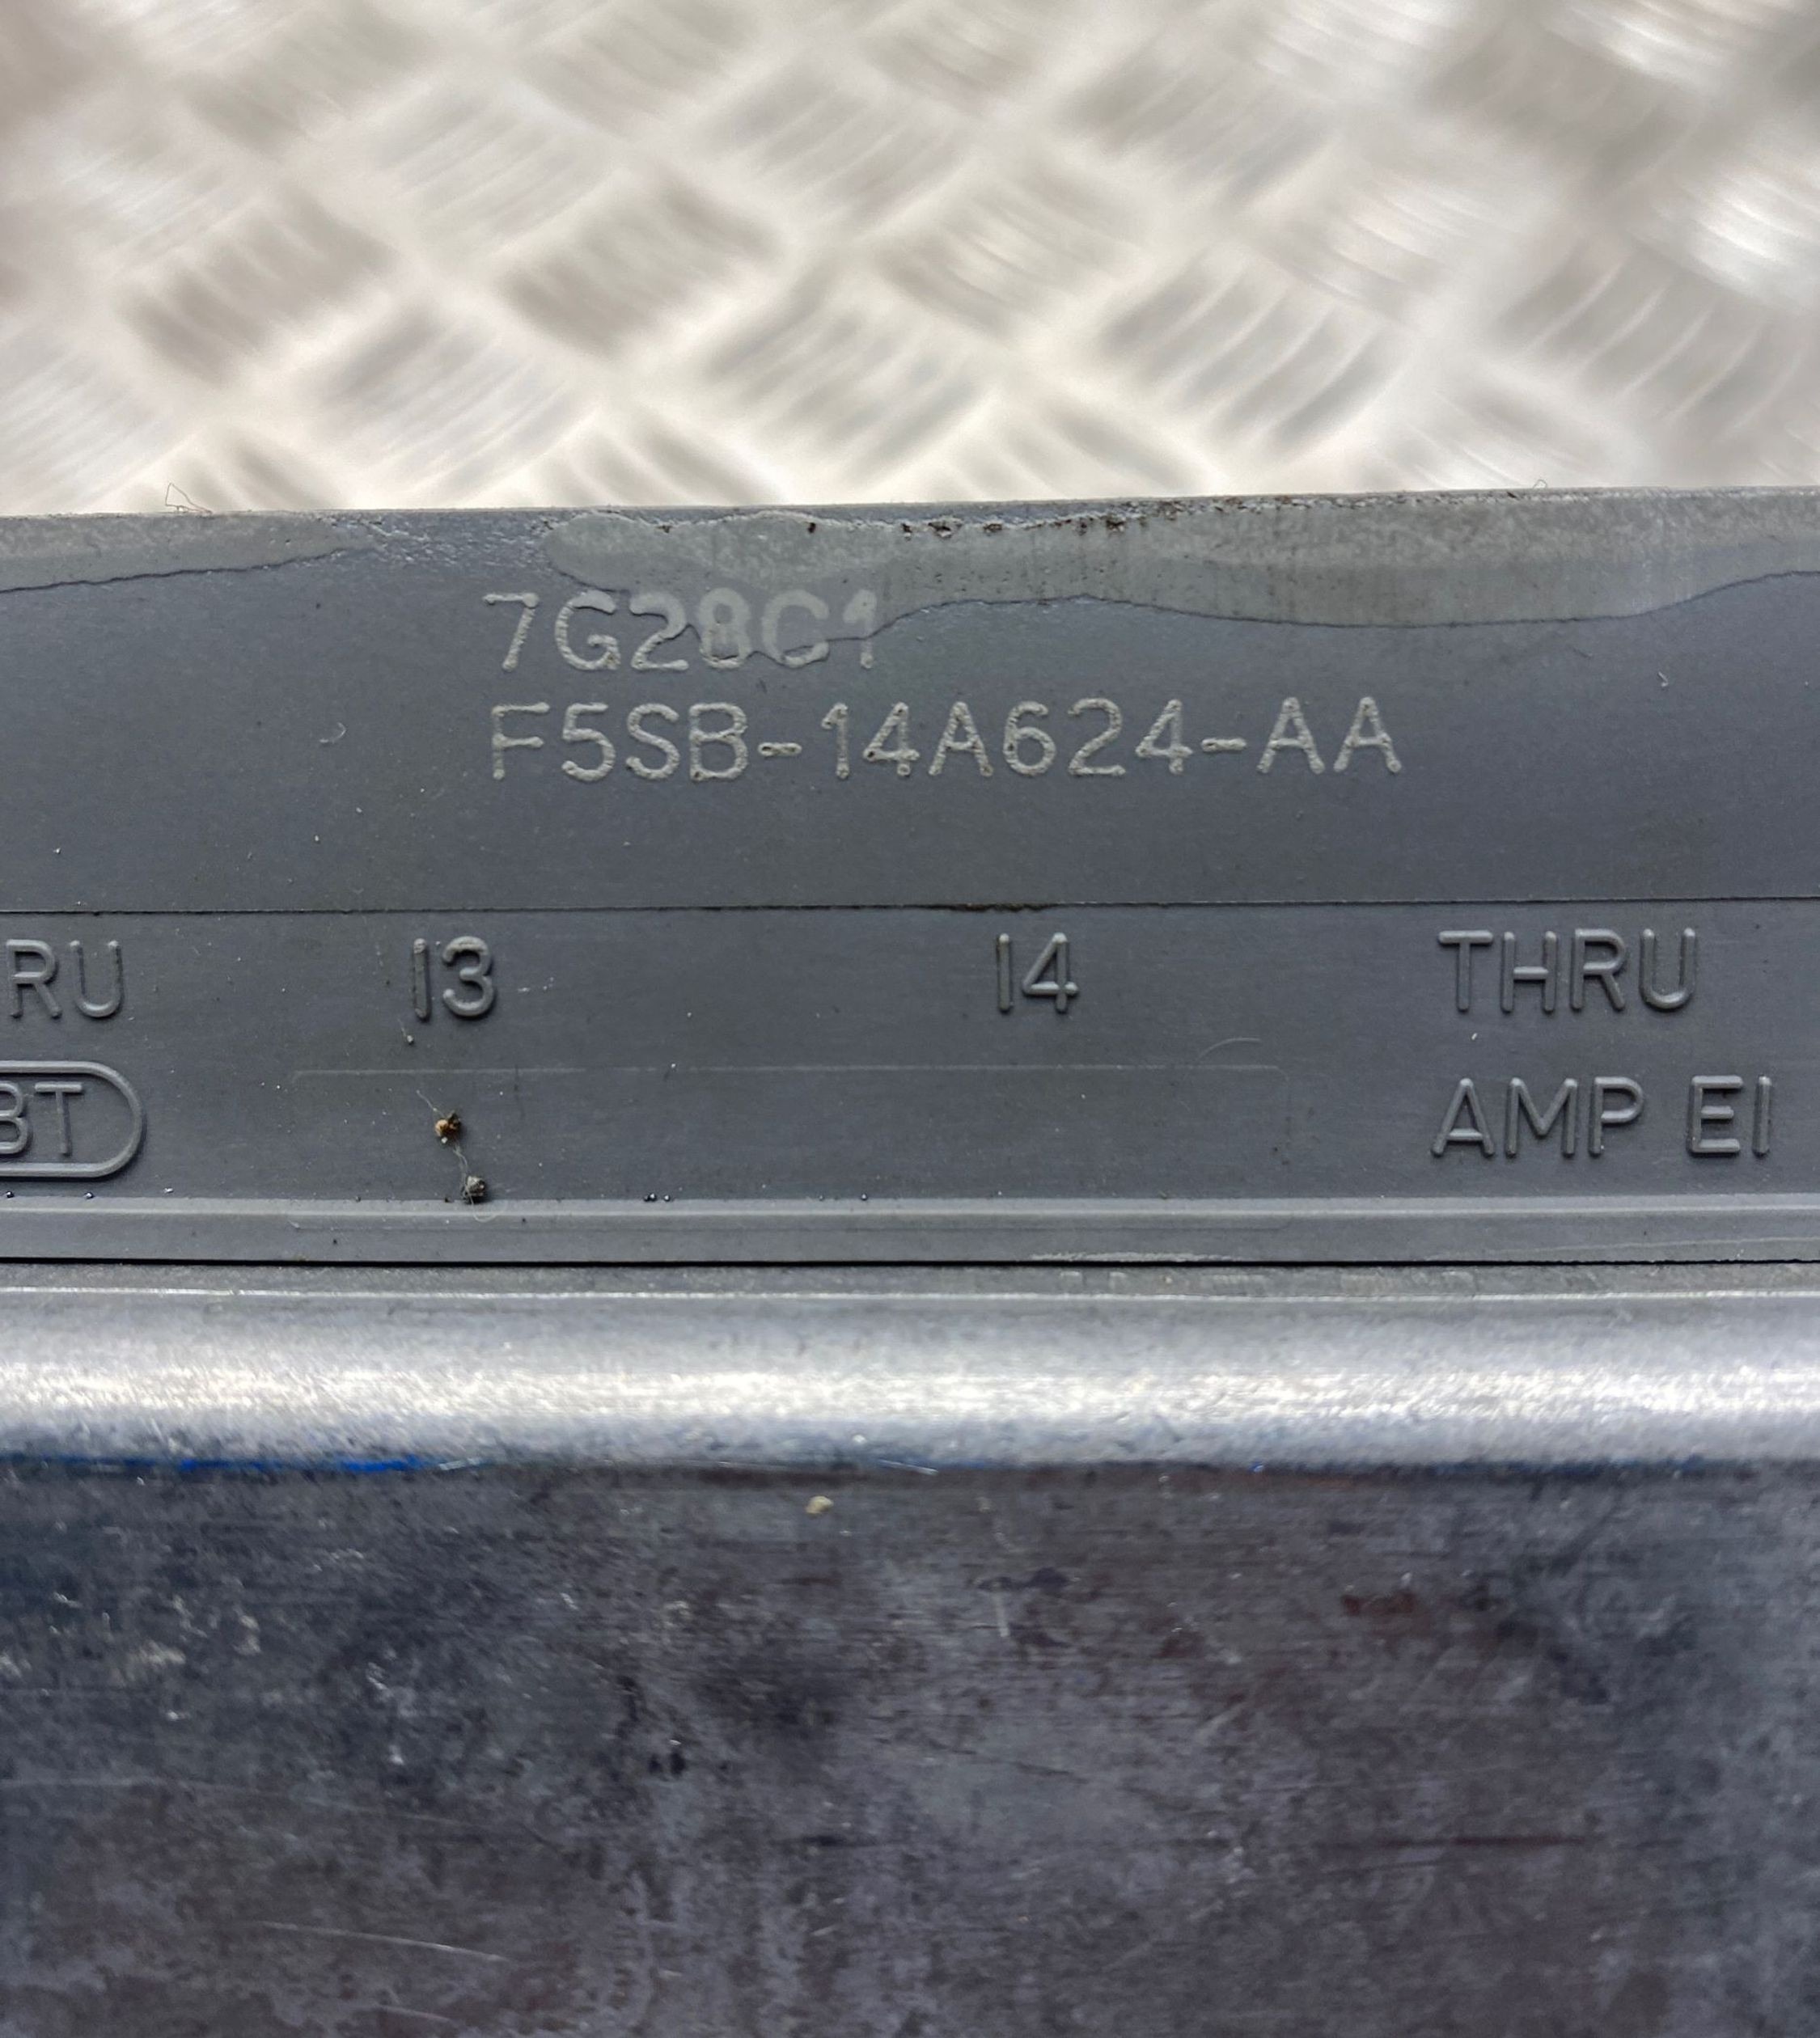 7G28C1
F5SB-14A624-AA
RU 13 14 THRU
BT AMP EI